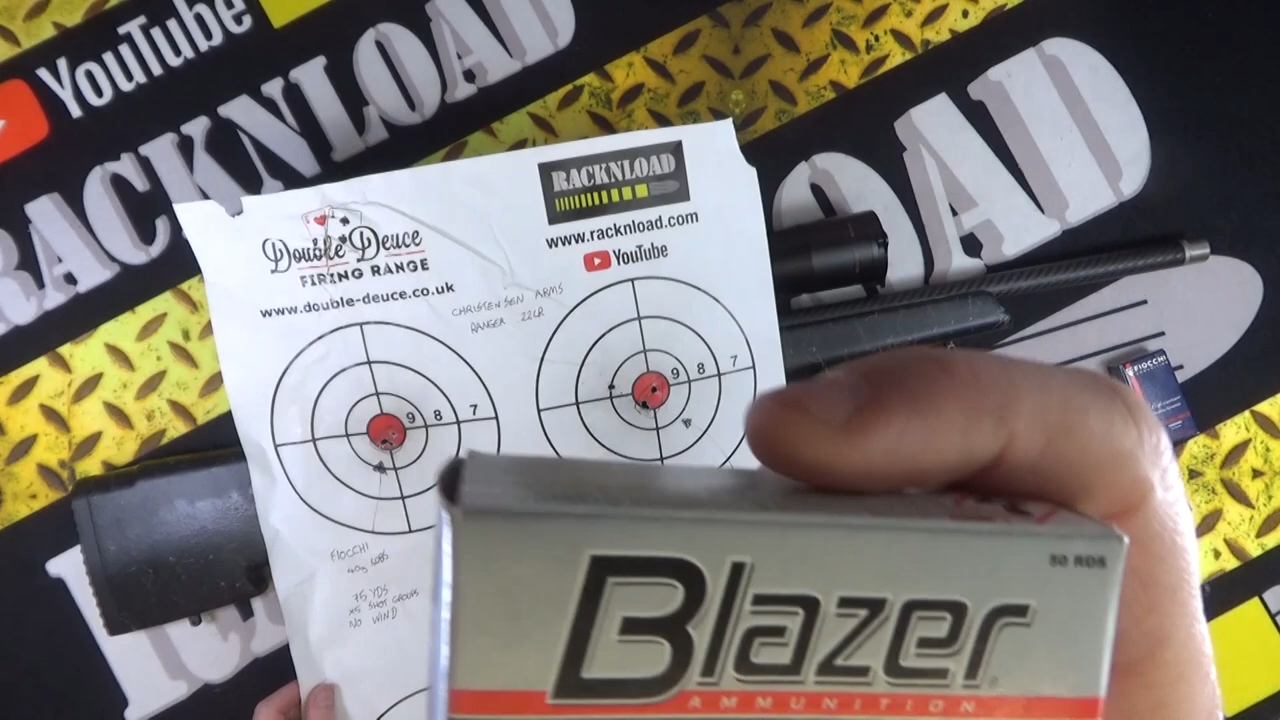 YouTube
RACKNLOAD
OAD
Double Deuce
FIRING RANGE
www.double-deuce.co.uk
RACKNLOAD
www.racknload.com
YouTube
CHRISTENSEN ARMS
RANGER 22LR
9 8 7
9 8 7
FIOCCHI
FIOCCHI
75 YDS
x5 SHOT GROUPS
NO WIND
50 RDS
Blazer
AMMUNITION